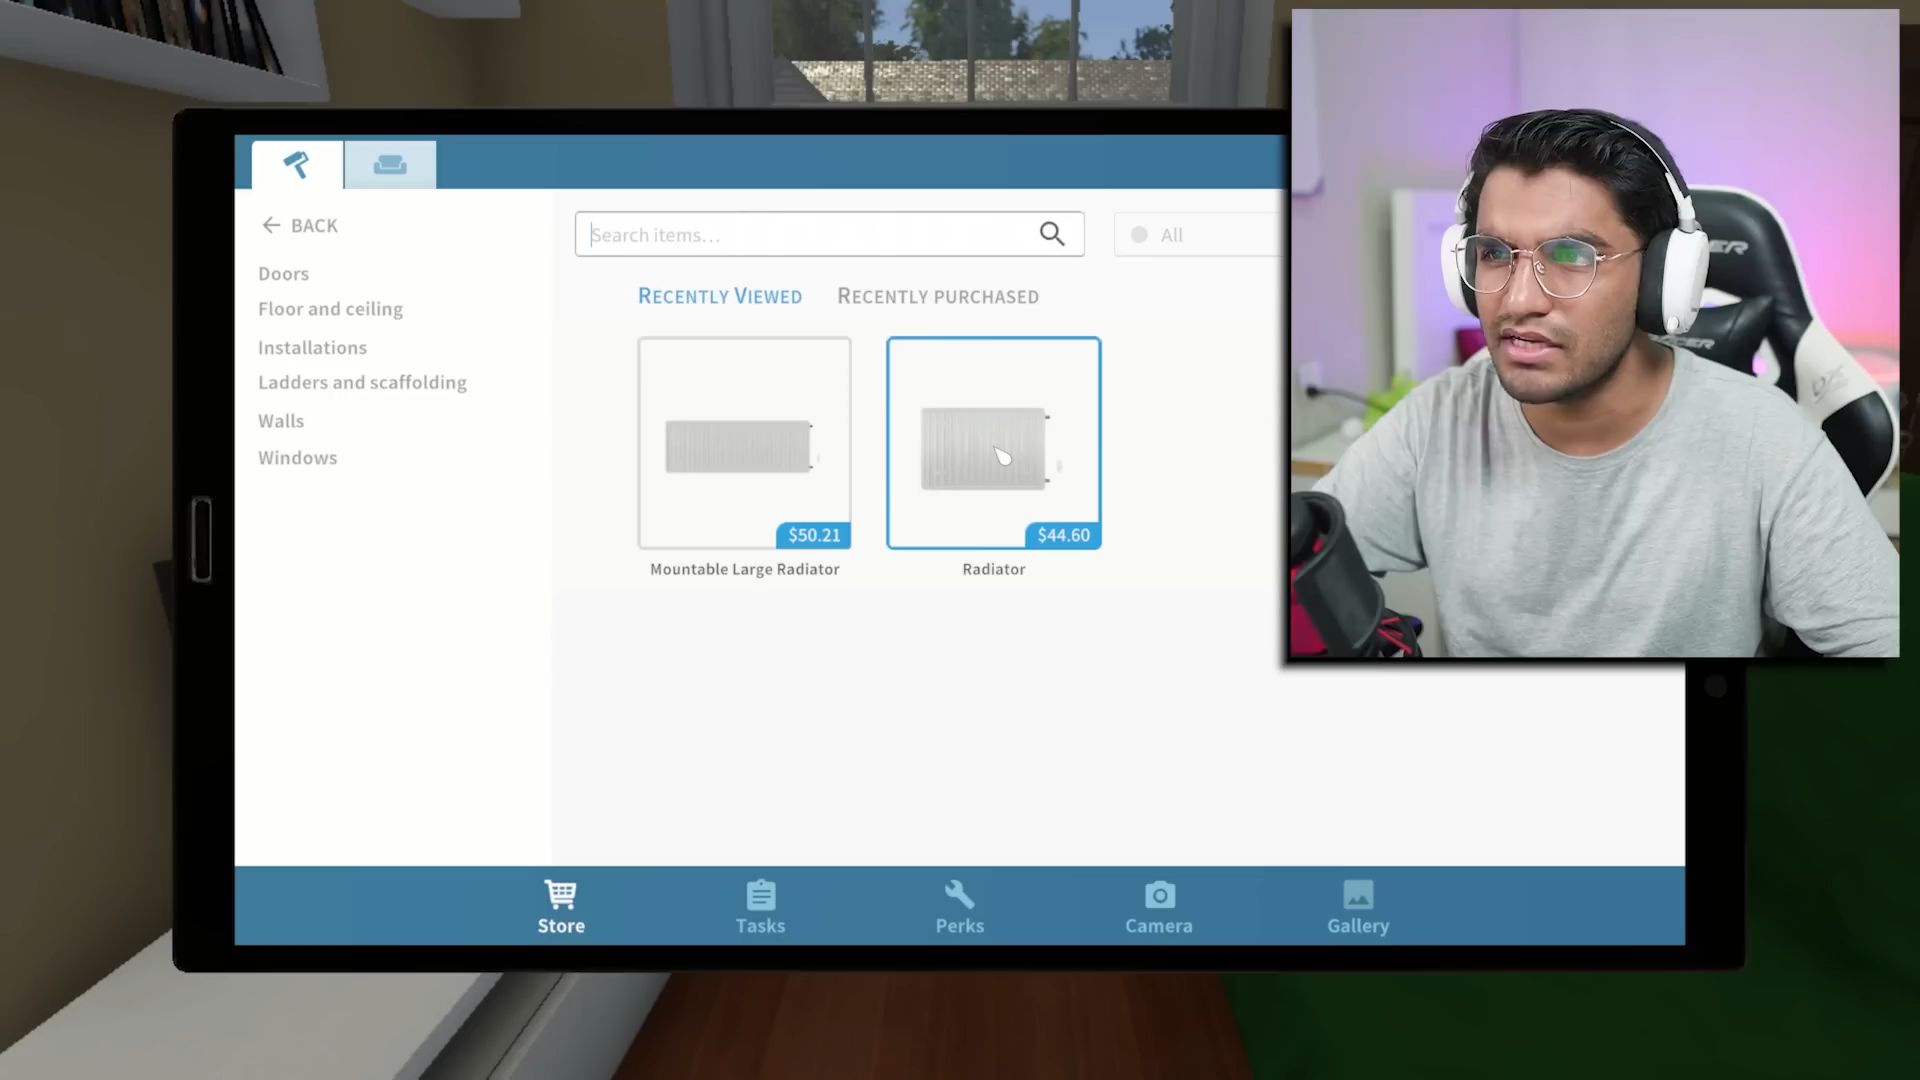 BACK
Doors
Floor and ceiling
Installations
Ladders and scaffolding
Walls
Windows
Search items...
All
RECENTLY VIEWED
RECENTLY PURCHASED
$50.21
Mountable Large Radiator
$44.60
Radiator
Store
Tasks
Perks
Camera
Gallery